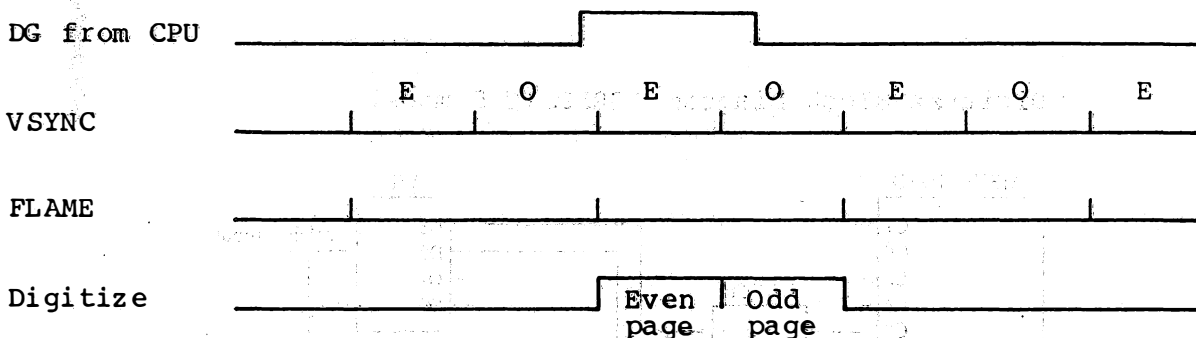 DG from CPU
E O E O E O E
VSYNC
FLAME
Digitize
Even Odd
page page